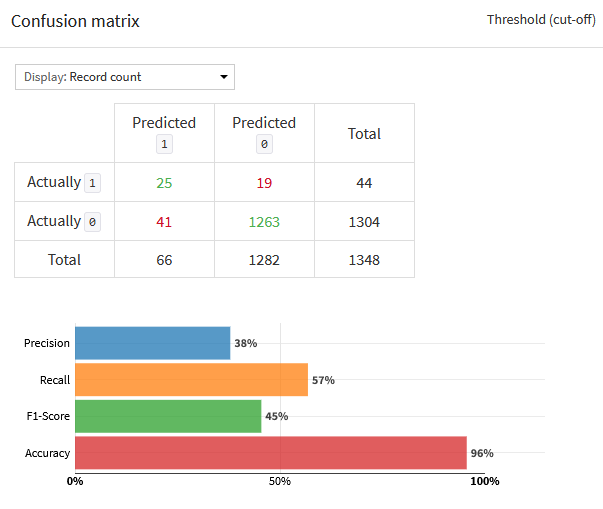 Confusion matrix
Threshold (cut-off)
Display: Record count
Predicted 1 Predicted 0 Total
Actually 1 25 19 44
Actually 0 41 1263 1304
Total 66 1282 1348
Precision 38%
Recall 57%
F1-Score 45%
Accuracy 96%
0% 50% 100%